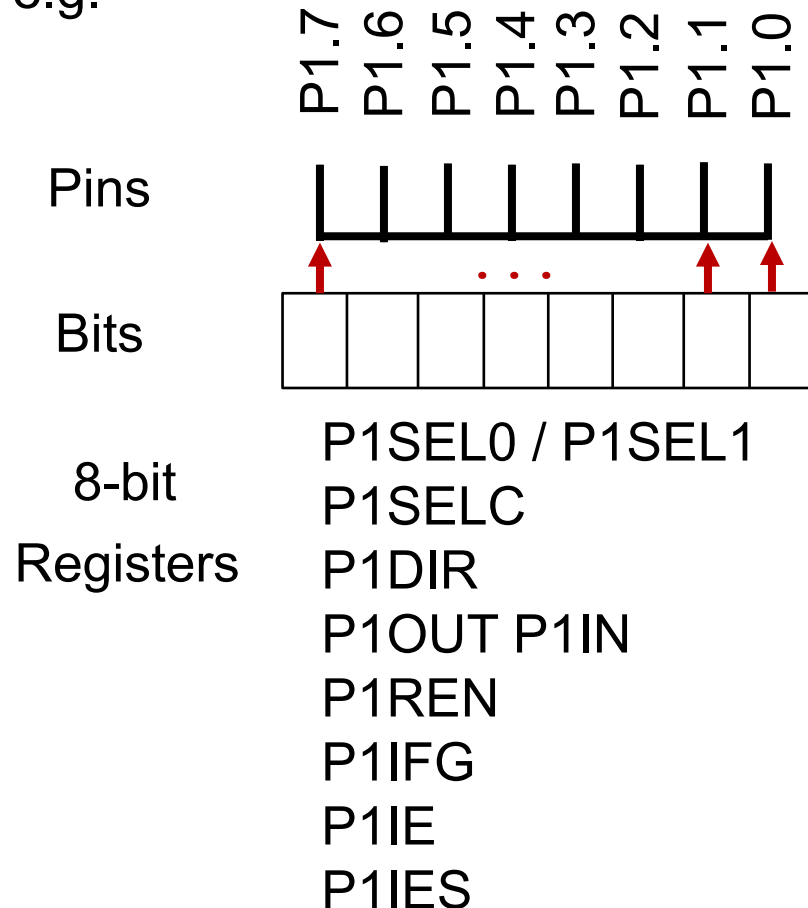 e.g.
P1.7 P1.6 P1.5 P1.4 P1.3 P1.2 P1.1 P1.0
Pins
. . .
Bits
8-bit
Registers
P1SEL0 / P1SEL1
P1SELC
P1DIR
P1OUT P1IN
P1REN
P1IFG
P1IE
P1IES